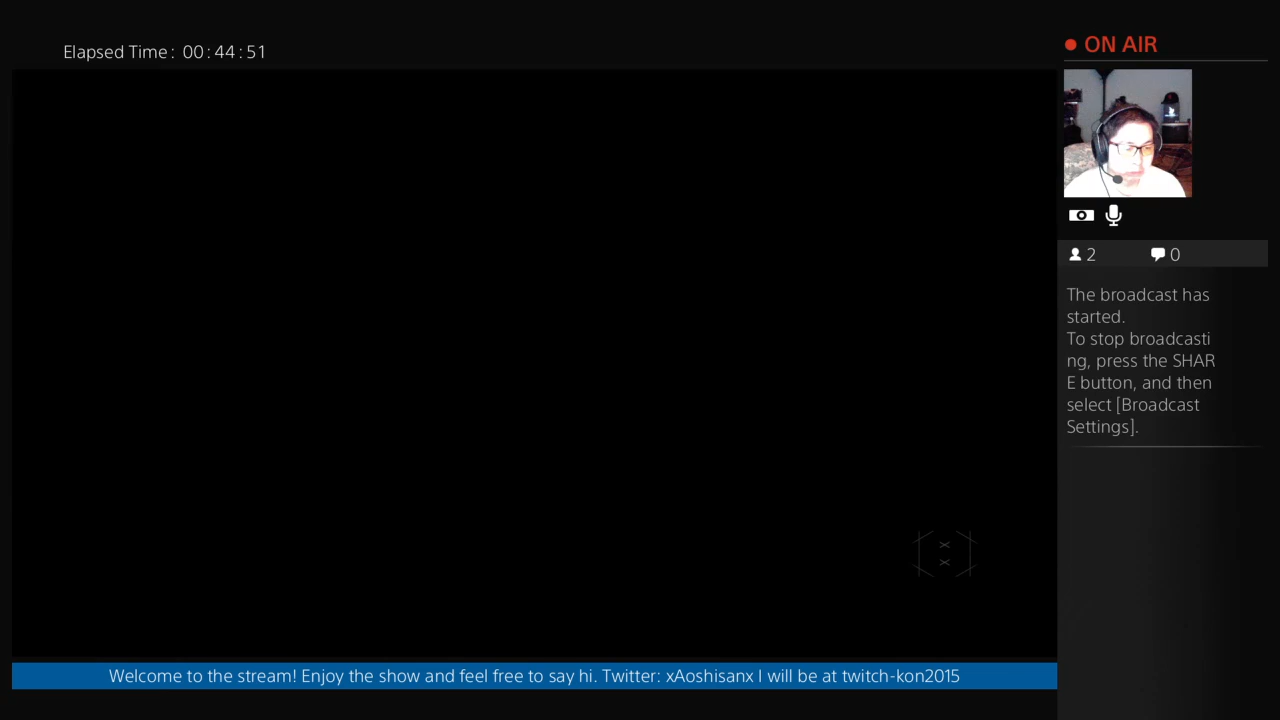 Elapsed Time: 00:44:51
ON AIR
2 0
The broadcast has
started.
To stop broadcasti
ng, press the SHAR
E button, and then
select [Broadcast
Settings].
Welcome to the stream! Enjoy the show and feel free to say hi. Twitter: xAoshisanx I will be at twitch-kon2015